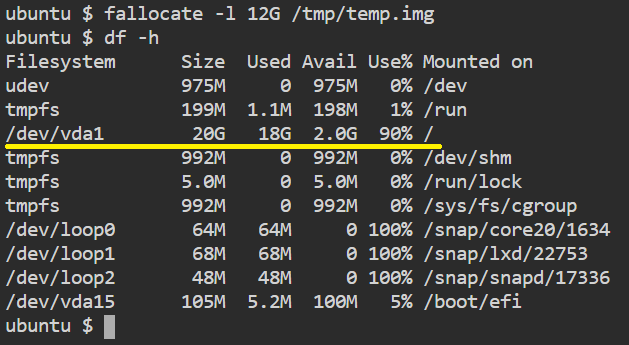 ubuntu $ fallocate -l 12G /tmp/temp.img
ubuntu $ df -h
Filesystem      Size  Used Avail Use% Mounted on
udev            975M     0  975M   0% /dev
tmpfs           199M  1.1M  198M   1% /run
/dev/vda1        20G   18G  2.0G  90% /
tmpfs           992M     0  992M   0% /dev/shm
tmpfs           5.0M     0  5.0M   0% /run/lock
tmpfs           992M     0  992M   0% /sys/fs/cgroup
/dev/loop0       64M   64M     0 100% /snap/core20/1634
/dev/loop1       68M   68M     0 100% /snap/lxd/22753
/dev/loop2       48M   48M     0 100% /snap/snapd/17336
/dev/vda15      105M  5.2M  100M   5% /boot/efi
ubuntu $